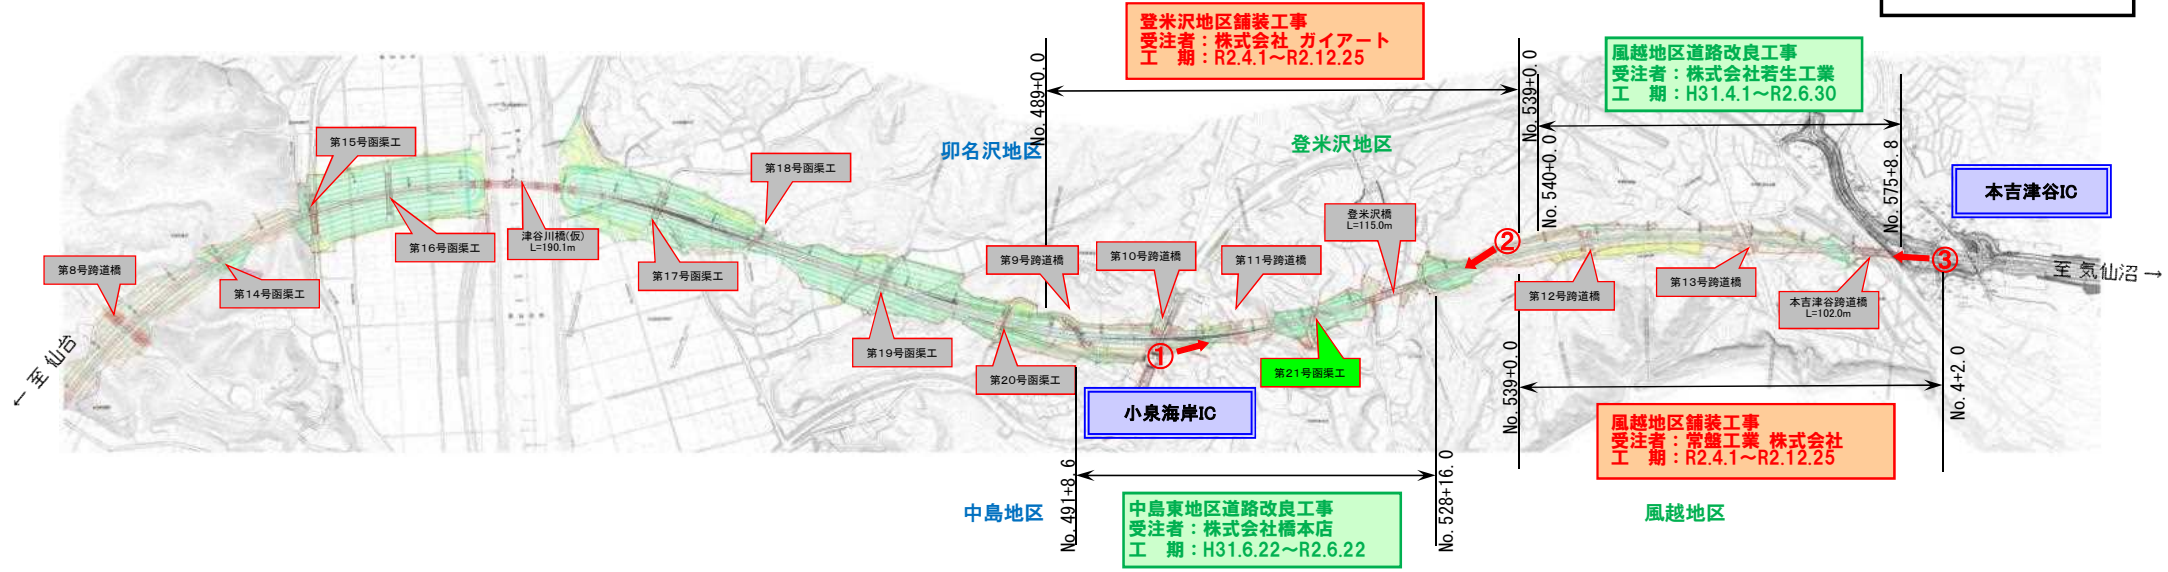 登米沢地区舗装工事
受注者：株式会社 ガイアート
工　期：R2.4.1～R2.12.25
風越地区道路改良工事
受注者：株式会社若生工業
工　期：H31.4.1～R2.6.30
No.489+0.0
No.539+0.0
No.540+0.0
No.575+8.8
卯名沢地区
登米沢地区
本吉津谷IC
第15号函渠工
第18号函渠工
第16号函渠工
津谷川橋(仮)
L=190.1m
第17号函渠工
第8号跨道橋
第14号函渠工
第9号跨道橋
第10号跨道橋
第11号跨道橋
登米沢橋
L=115.0m
②
③
第12号跨道橋
第13号跨道橋
本吉津谷跨道橋
L=102.0m
至 気仙沼 →
← 至 仙台
第19号函渠工
第20号函渠工
①
第21号函渠工
小泉海岸IC
No.539+0.0
No.4+2.0
風越地区舗装工事
受注者：常盤工業 株式会社
工　期：R2.4.1～R2.12.25
No.491+8.6
No.528+16.0
中島地区
中島東地区道路改良工事
受注者：株式会社橋本店
工　期：H31.6.22～R2.6.22
風越地区